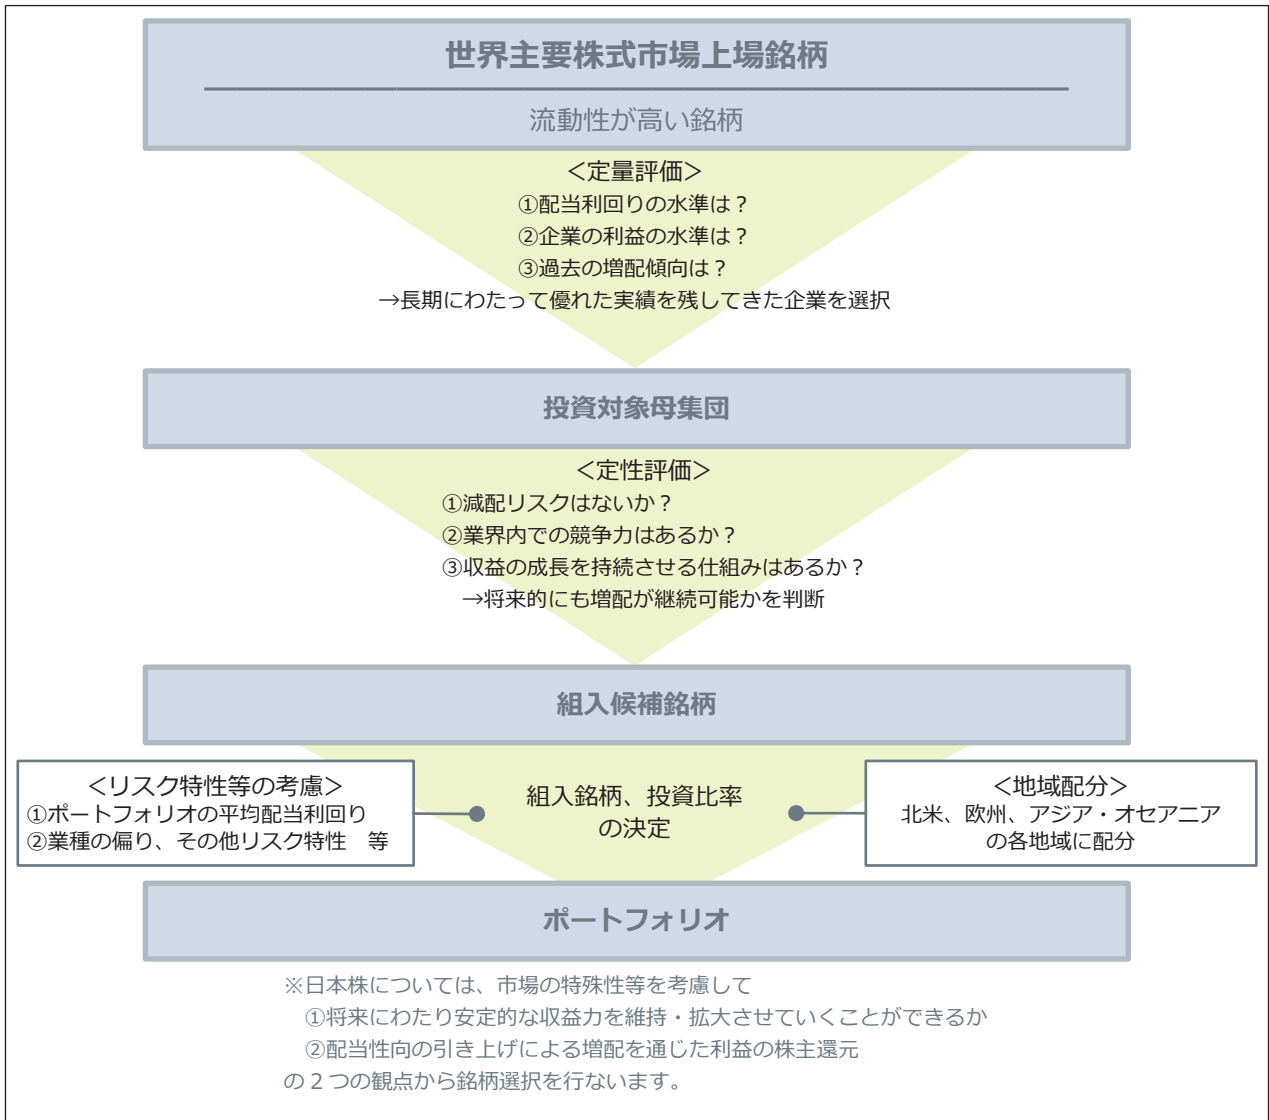 世界主要株式市場上場銘柄
流動性が高い銘柄
＜定量評価＞
①配当利回りの水準は？
②企業の利益の水準は？
③過去の増配傾向は？
→長期にわたって優れた実績を残してきた企業を選択
投資対象母集団
＜定性評価＞
①減配リスクはないか？
②業界内での競争力はあるか？
③収益の成長を持続させる仕組みはあるか？
→将来的にも増配が継続可能かを判断
組入候補銘柄
＜リスク特性等の考慮＞
①ポートフォリオの平均配当利回り
②業種の偏り、その他リスク特性　等
組入銘柄、投資比率
の決定
＜地域配分＞
北米、欧州、アジア・オセアニア
の各地域に配分
ポートフォリオ
※日本株については、市場の特殊性等を考慮して
①将来にわたり安定的な収益力を維持・拡大させていくことができるか
②配当性向の引き上げによる増配を通じた利益の株主還元
の２つの観点から銘柄選択を行ないます。